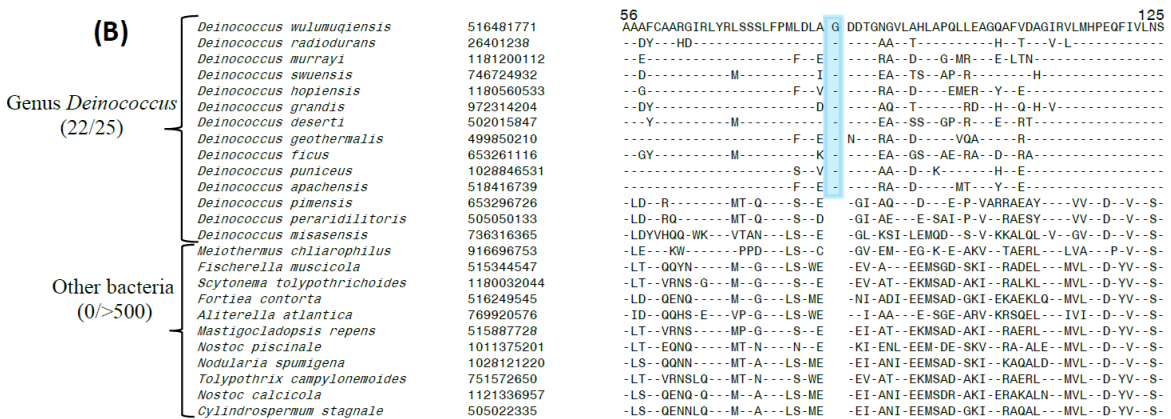 56 125
(B) Deinococcus wulumuqiensis 516481771 AAAFCAARGIRLYRLSSSLFPMLDLA G DDTGNGVLAHLAPQLLEAGQAFVDAGIRVLMHPEQFIVLNS
Deinococcus radiodurans 26401238 --DY---HD----------------- - ----AA--T---------H--T---V-L-------------
Deinococcus murrayi 1181200112 --E------------------F--E - ---RA--D---G-MR---E-LTN------------------
Deinococcus swuensis 746724932 --D----------M---------I - ----EA--TS--AP-R---------H---------------
Deinococcus hopiensis 1180560533 --G------------------F--V - ---RA--D----EMER--Y--E-------------------
Genus Deinococcus Deinococcus grandis 972314204 --DY--------------------D - ----AQ--T-----RD--H--Q-HV----------------
(22/25) Deinococcus deserti 502015847 ---Y---------M---------- - ----EA--SS--GP-R---E--RT-----------------
Deinococcus geothermalis 499850210 ---------------------F--E - N--RA--D-----VQA----R--------------------
Deinococcus ficus 653261116 --GY---------M---------K - ----EA--GS--AE-RA--D--RA-----------------
Deinococcus puniceus 1028846531 ---------------------S--V - ----AA--D--K-------H--E------------------
Deinococcus apachensis 518416739 ---------------------F--E - ---RA--D-----MT---Y--E-------------------
Deinococcus pimensis 653296726 -LD--R-------MT-Q----S--E -GI-AQ---D--E-P-VARRAEAY----VV--D-V--S-
Deinococcus peraridilitoris 505050133 -LD--RQ------MT-Q----S--D -GI-AE---E-SAI-P-V--RAESY----VV--D-V--S-
Deinococcus misasensis 736316365 -LDYVHQQ-WK---VTAN---LS--E -GL-KSI-LEMQD--S-V-KKALQL--V--GV--D-V--S-
Meiothermus chliarophilus 916696753 -LE---KW-----PPD--LS--C -GV-EM--EG-K-E-AKV--TAERL---LVA--P-V--S-
Fischerella muscicola 515344547 -LT--QQYN-----M--G---LS-WE -EV-A---EEMSGD-SKI--RADEL---MVL--D-YV--S-
Other bacteria Scytonema tolypothrichoides 1180032044 -LT--VRNS-G---M--G----S--E -EV-AT--EKMSAD-SKI--RAERL---MVL--D-YV--S-
(0/>500) Fortiea contorta 516249545 -LD--QENQ-----M--G---LS-ME -NI-ADI-EEMSAD-GKI--EKAEKLQ--MVL--D-YV--S-
Aliterella atlantica 769920576 -ID--QQHS-E---VP-G---LS-ME --I-AA--EE-SGE-ARV--KRSQEL---IVI--D-V--S-
Mastigocladopsis repens 515887728 -LT--VRNS-----MP-G----S--E -EI-AT--EKMSAD-SKI--RAERL---MVL--D-YV--S-
Nostoc piscinale 1011375201 -LT--EQNQ-----MT-N----N--E -KI-ENL-EEM-DE-SKV--RA-EL---MVL--D-YV--S-
Nodularia spumigena 1028121220 -LS--QQNN-----MT-A---LS-ME -EI-ANI-EEMSAD-AKI--KAQALD--MVL--D-V--S-
Tolypothrix campylonemoides 751572650 -LT--VRNSLQ---MT-N----S-WE -EV-AT--EEKMSAD-AKI--RAERL---MVL--D-YV--S-
Nostoc calcicola 1121336957 -LS--QENQ-----M--Q---LS-ME -EI-ANI-EEMSDR-AKI--ERAKALN--MVL--D-YV--S-
Cylindrospermum stagnale 505022335 -LS--QENNLQ---M--Q---LS-ME -EI-ANI-EEMSAD-GKI--RAQAL---MVL--D-V--S-